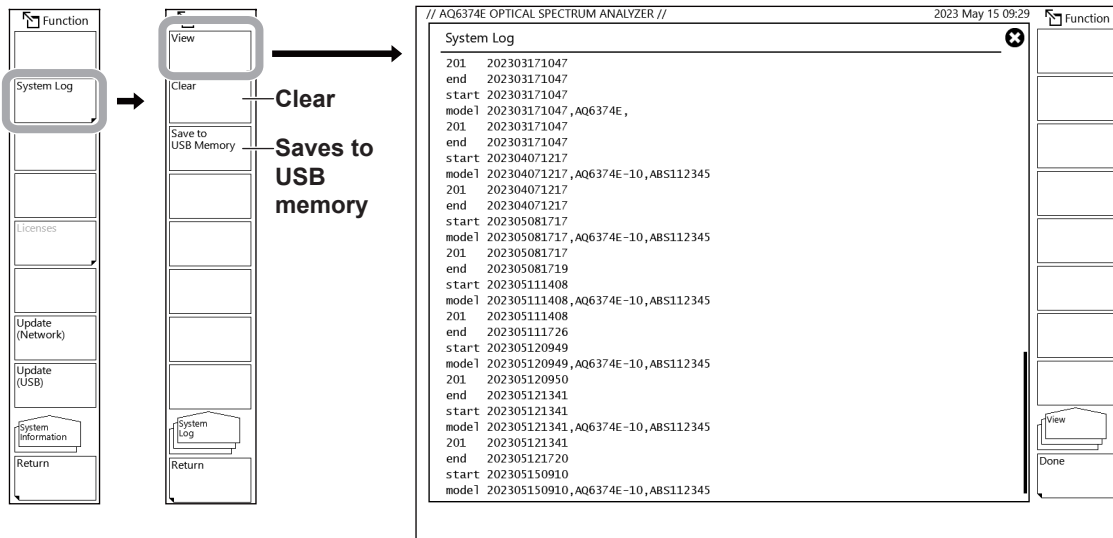 Function
System Log
Licenses
Update
(Network)
Update
(USB)
System
Information
Return
View
Clear
Save to
USB Memory
System
Log
Return
Clear
Saves to
USB
memory
// AQ6374E OPTICAL SPECTRUM ANALYZER // 2023 May 15 09:29
System Log
201 202303171047
end 202303171047
start 202303171047
model 202303171047,AQ6374E,
201 202303171047
end 202303171047
start 202304071217
model 202304071217,AQ6374E-10,ABS112345
201 202304071217
end 202304071217
start 202305081717
model 202305081717,AQ6374E-10,ABS112345
201 202305081717
end 202305081719
start 202305111408
model 202305111408,AQ6374E-10,ABS112345
201 202305111408
end 202305111726
start 202305120949
model 202305120949,AQ6374E-10,ABS112345
201 202305120950
end 202305121341
start 202305121341
model 202305121341,AQ6374E-10,ABS112345
201 202305121341
end 202305121720
start 202305150910
model 202305150910,AQ6374E-10,ABS112345
Function
View
Done